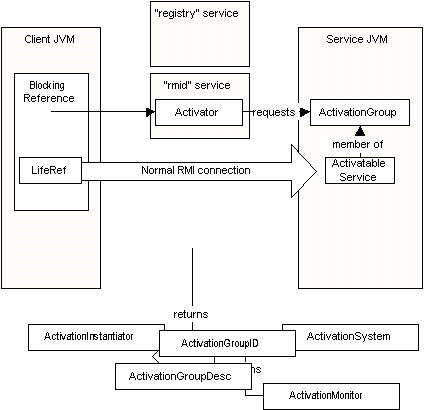 "registry" service
Client JVM
Service JVM
Blocking
Reference
"rmid" service
Activator
requests
ActivationGroup
member of
LifeRef
Normal RMI connection
Activatable
Service
returns
ActivationInstantiator
ActivationGroupID
ActivationSystem
ActivationGroupDesc
ns
ActivationMonitor